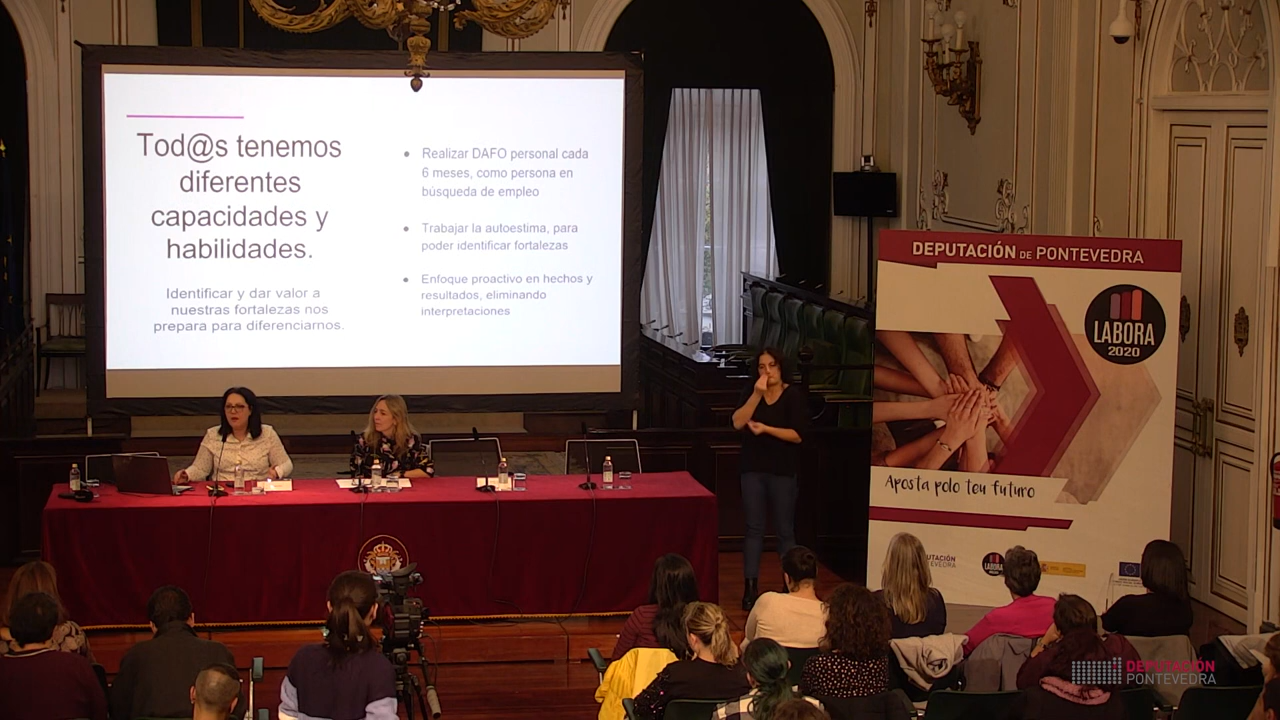 Tod@s tenemos
diferentes
capacidades y
habilidades.
Identificar y dar valor a
nuestras fortalezas nos
prepara para diferenciarnos.
Realizar DAFO personal cada
6 meses, como persona en
búsqueda de empleo
Trabajar la autoestima, para
poder identificar fortalezas
Enfoque proactivo en hechos y
resultados, eliminando
interpretaciones
DEPUTACIÓN DE PONTEVEDRA
LABORA
2020
Aposta polo teu futuro
LABORA
DEPUTACIÓN
PONTEVEDRA